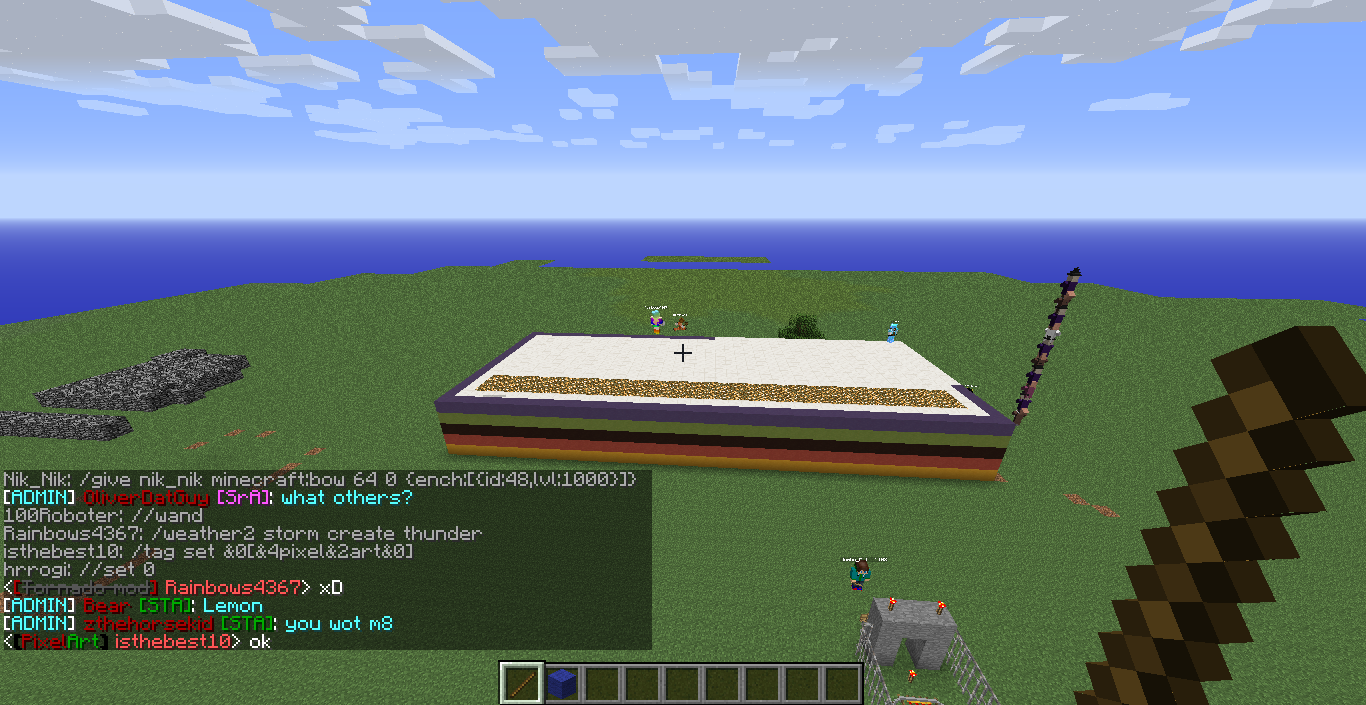 Nik_Nik: /give nik_nik minecraft:bow 64 0 {ench:[{id:48,lvl:1000}]}
[ADMIN] OliverDatGuy [SrA]: what others?
100Roboter: //wand
Rainbows4367: /weather2 storm create thunder
isthebest10: /tag set &0[&4pixel&2art&0]
hrrogi: //set 0
<[Tornado-mod] Rainbows4367> xD
[ADMIN] Bear [STA]: Lemon
[ADMIN] zthehorsekid [STA]: you wot m8
<[PixelArt] isthebest10> ok